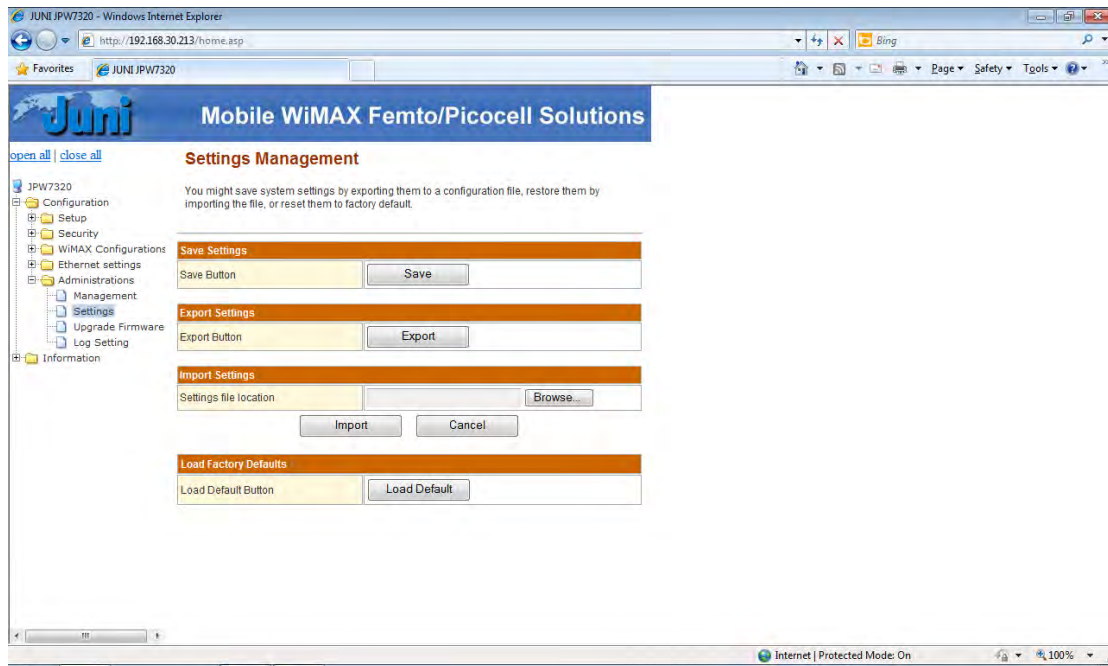 JUNI JPW7320 - Windows Internet Explorer
http://192.168.30.213/home.asp
Bing
Favorites
JUNI JPW7320
Page
Safety
Tools
Juni
Mobile WiMAX Femto/Picocell Solutions
open all | close all
JPW7320
Configuration
Setup
Security
WiMAX Configurations
Ethernet settings
Administrations
Management
Settings
Upgrade Firmware
Log Setting
Information
Settings Management
You might save system settings by exporting them to a configuration file, restore them by
importing the file, or reset them to factory default.
Save Settings
Save Button
Save
Export Settings
Export Button
Export
Import Settings
Settings file location
Browse...
Import
Cancel
Load Factory Defaults
Load Default Button
Load Default
Internet | Protected Mode: On
100%